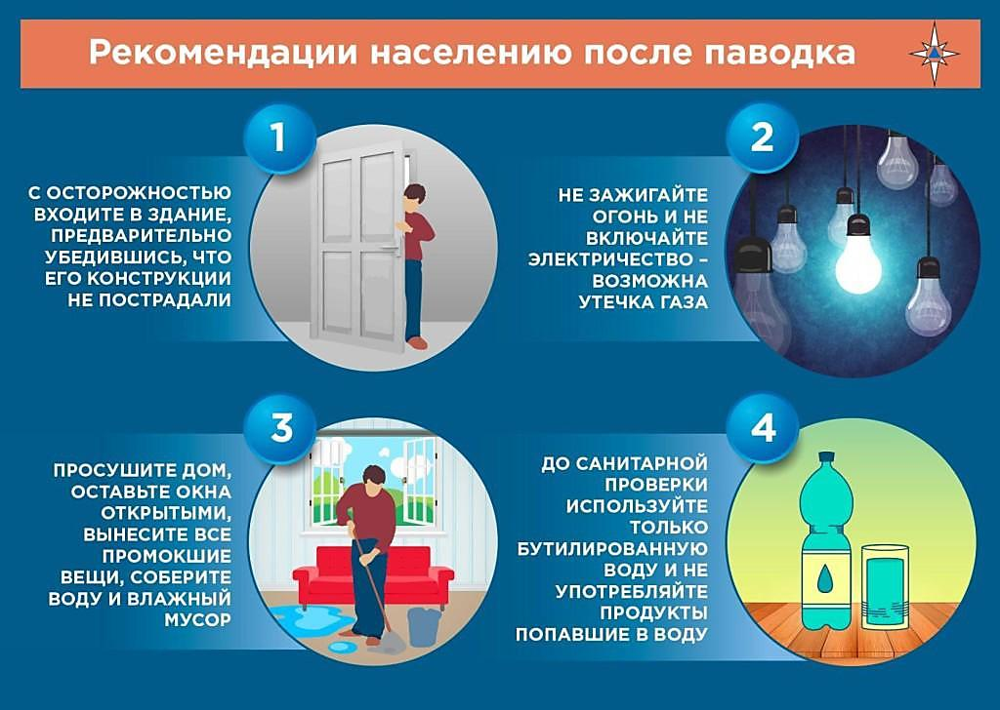 Рекомендации населению после паводка
1
С ОСТОРОЖНОСТЬЮ
ВХОДИТЕ В ЗДАНИЕ,
ПРЕДВАРИТЕЛЬНО
УБЕДИВШИСЬ, ЧТО
ЕГО КОНСТРУКЦИИ
НЕ ПОСТРАДАЛИ
2
НЕ ЗАЖИГАЙТЕ
ОГОНЬ И НЕ
ВКЛЮЧАЙТЕ
ЭЛЕКТРИЧЕСТВО –
ВОЗМОЖНА
УТЕЧКА ГАЗА
3
ПРОСУШИТЕ ДОМ,
ОСТАВЬТЕ ОКНА
ОТКРЫТЫМИ,
ВЫНЕСИТЕ ВСЕ
ПРОМОКШИЕ
ВЕЩИ, СОБЕРИТЕ
ВОДУ И ВЛАЖНЫЙ
МУСОР
4
ДО САНИТАРНОЙ
ПРОВЕРКИ
ИСПОЛЬЗУЙТЕ
ТОЛЬКО
БУТИЛИРОВАННУЮ
ВОДУ И НЕ
УПОТРЕБЛЯЙТЕ
ПРОДУКТЫ
ПОПАВШИЕ В ВОДУ